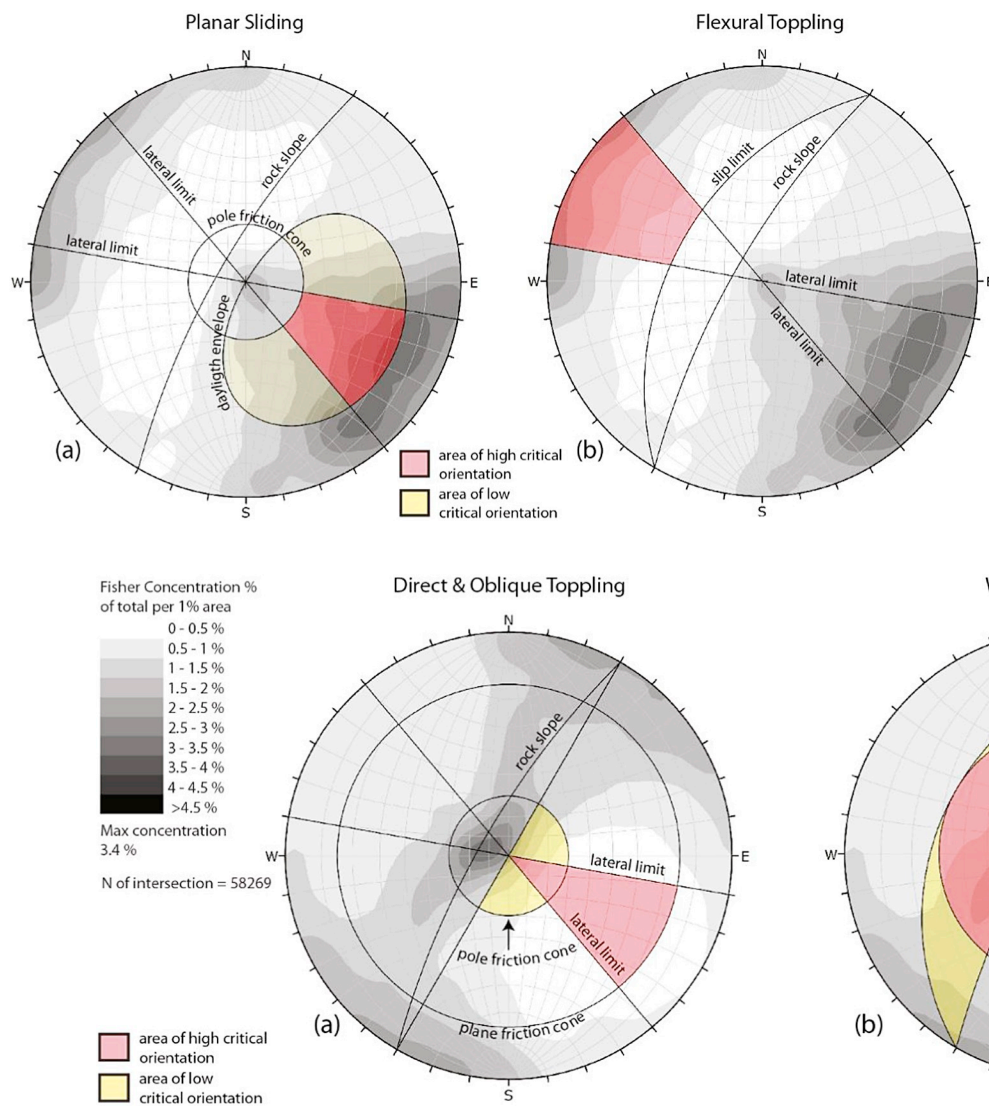 Planar Sliding
Flexural Toppling
N
N
lateral limit
rock slope
slip limit
rock slope
pole friction cone
lateral limit
lateral limit
W
E
W
E
dayligth envelope
lateral limit
(a)
(b)
area of high critical
orientation
area of low
critical orientation
S
S
Fisher Concentration %
of total per 1% area
0 - 0.5 %
0.5 - 1 %
1 - 1.5 %
1.5 - 2 %
2 - 2.5 %
2.5 - 3 %
3 - 3.5 %
3.5 - 4 %
4 - 4.5 %
>4.5 %
Max concentration
3.4 %
N of intersection = 58269
Direct & Oblique Toppling
N
rock slope
W
E
lateral limit
lateral limit
pole friction cone
plane friction cone
(a)
S
W
(b)
area of high critical
orientation
area of low
critical orientation